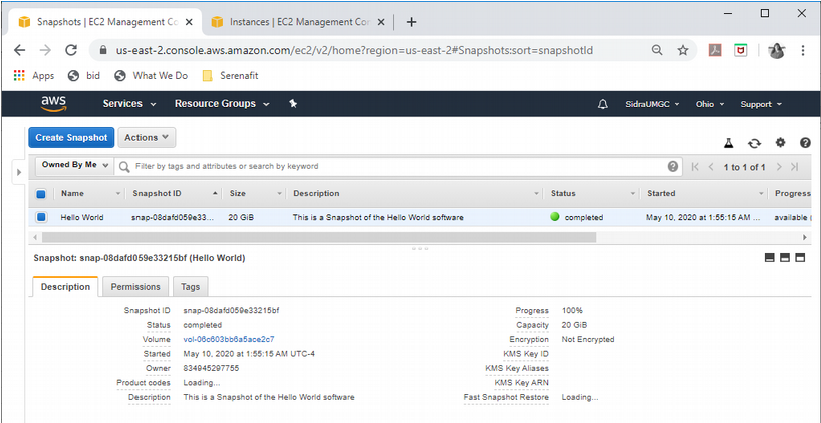 Snapshots | EC2 Management Co
Instances | EC2 Management Con
us-east-2.console.aws.amazon.com/ec2/v2/home?region=us-east-2#Snapshots:sort=snapshotId
Apps bid What We Do Serenafit
aws Services Resource Groups SidraUMGC Ohio Support
Create Snapshot Actions
Owned By Me Filter by tags and attributes or search by keyword 1 to 1 of 1
Name Snapshot ID Size Description Status Started Progress
Hello World snap-08dafd059e33... 20 GiB This is a Snapshot of the Hello World software completed May 10, 2020 at 1:55:15 AM ... available
Snapshot: snap-08dafd059e33215bf (Hello World)
Description Permissions Tags
Snapshot ID snap-08dafd059e33215bf Progress 100%
Status completed Capacity 20 GiB
Volume vol-06c603bb6a5ace2c7 Encryption Not Encrypted
Started May 10, 2020 at 1:55:15 AM UTC-4 KMS Key ID
Owner 834945297755 KMS Key Aliases
Product codes Loading... KMS Key ARN
Description This is a Snapshot of the Hello World software Fast Snapshot Restore Loading...